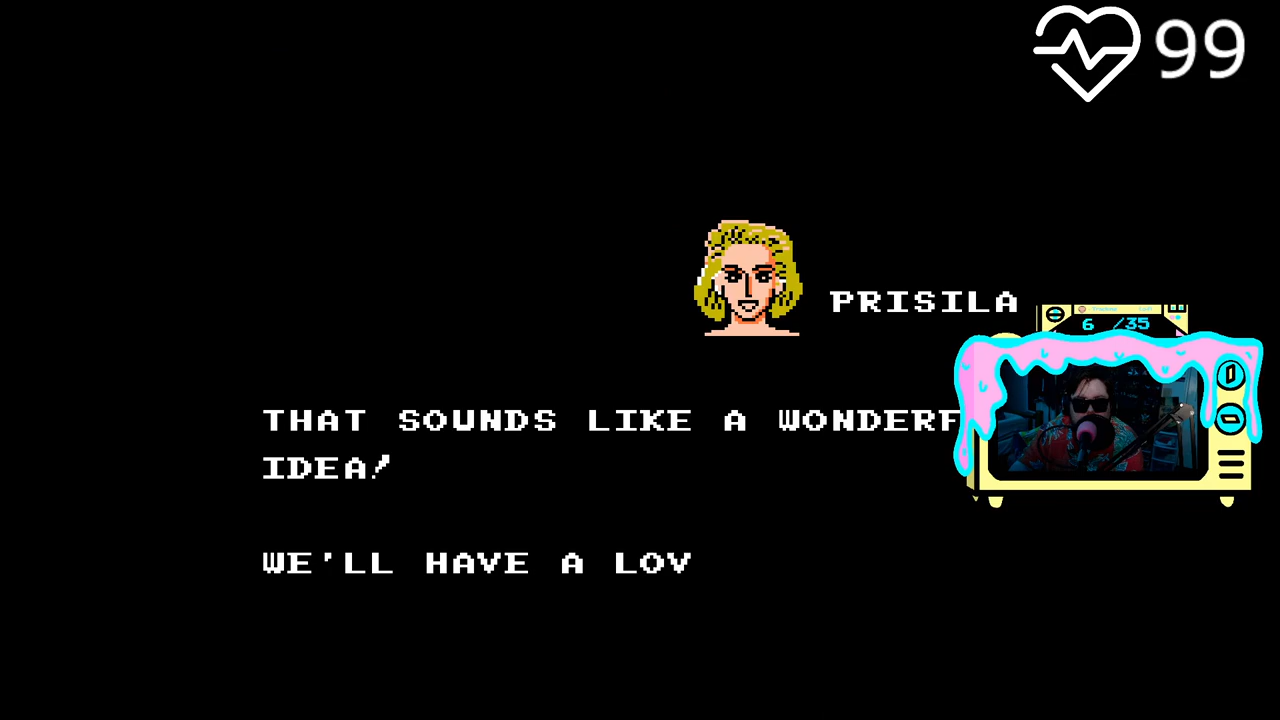 99
PRISILA
6 /35
THAT SOUNDS LIKE A WONDERF
IDEA!
WE'LL HAVE A LOV